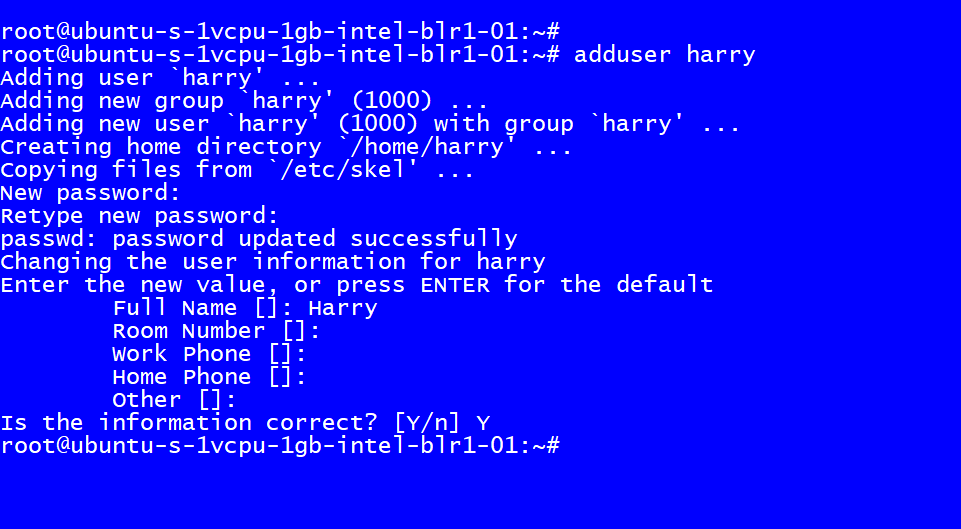 root@ubuntu-s-1vcpu-1gb-intel-blr1-01:~#
root@ubuntu-s-1vcpu-1gb-intel-blr1-01:~# adduser harry
Adding user `harry' ...
Adding new group `harry' (1000) ...
Adding new user `harry' (1000) with group `harry' ...
Creating home directory `/home/harry' ...
Copying files from `/etc/skel' ...
New password:
Retype new password:
passwd: password updated successfully
Changing the user information for harry
Enter the new value, or press ENTER for the default
        Full Name []: Harry
        Room Number []:
        Work Phone []:
        Home Phone []:
        Other []:
Is the information correct? [Y/n] Y
root@ubuntu-s-1vcpu-1gb-intel-blr1-01:~#